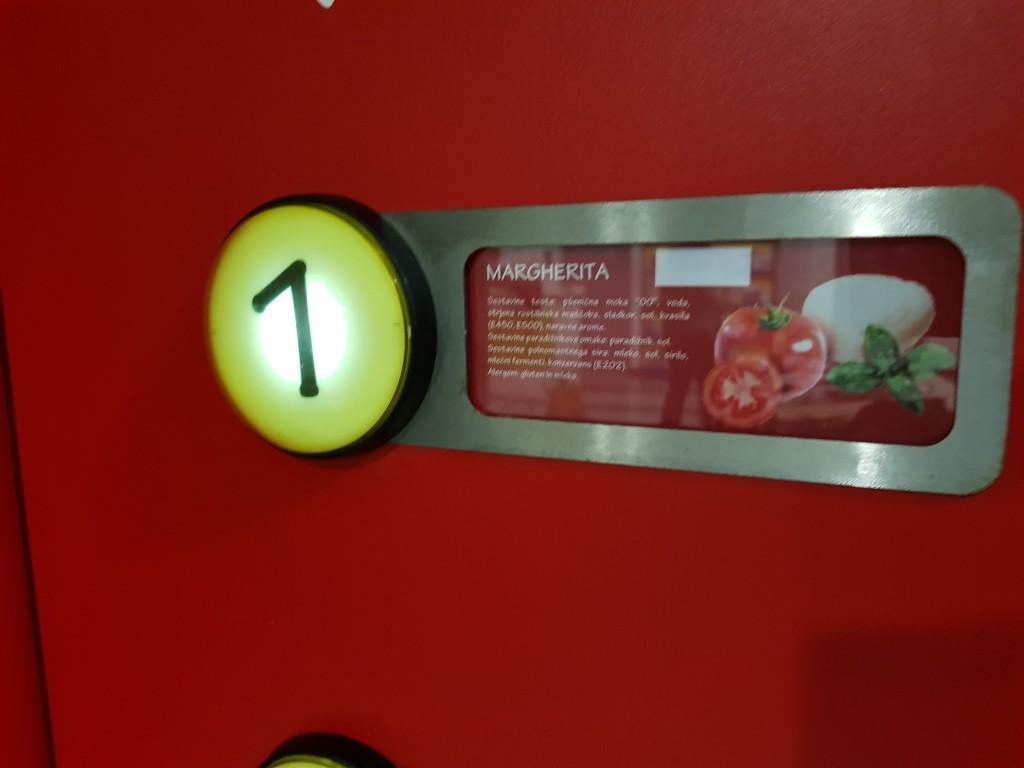 1
MARGHERITA
Sestavine testa: pšenična moka "00", voda,
strjena rastlinska maščoba, sladkor, sol, kvasila
(E450, E500), naravne arome.
Sestavine paradižnikove omake: paradižnik, sol.
Sestavine polnomastnega sira: mleko, sol, sirilo,
mlečni fermenti, konzervans (E202).
Alergeni: gluten in mleko.